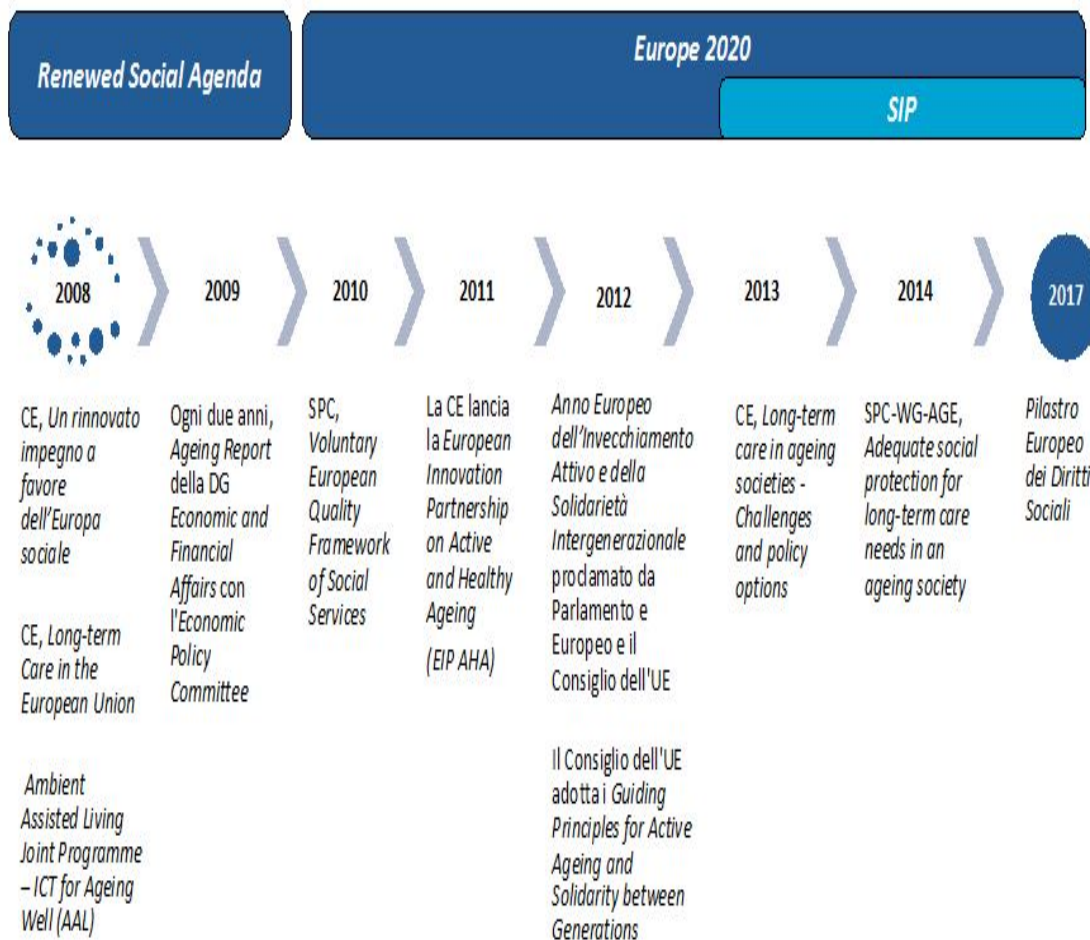 Renewed Social Agenda
Europe 2020
SIP
2008
2009
2010
2011
2012
2013
2014
2017
CE, Un rinnovato
impegno a
favore
dell'Europa
sociale
CE, Long-term
Care in the
European Union
Ambient
Assisted Living
Joint Programme
– ICT for Ageing
Well (AAL)
Ogni due anni,
Ageing Report
della DG
Economic and
Financial
Affairs con
l'Economic
Policy
Committee
SPC,
Voluntary
European
Quality
Framework
of Social
Services
La CE lancia
la European
Innovation
Partnership
on Active
and Healthy
Ageing
(EIP AHA)
Anno Europeo
dell'Invecchiamento
Attivo e della
Solidarietà
Intergenerazionale
proclamato da
Parlamento e
Europeo e il
Consiglio dell'UE
Il Consiglio dell'UE
adotta i Guiding
Principles for Active
Ageing and
Solidarity between
Generations
CE, Long-term
care in ageing
societies -
Challenges
and policy
options
SPC-WG-AGE,
Adequate social
protection for
long-term care
needs in an
ageing society
Pilastro
Europeo
dei Diritti
Sociali